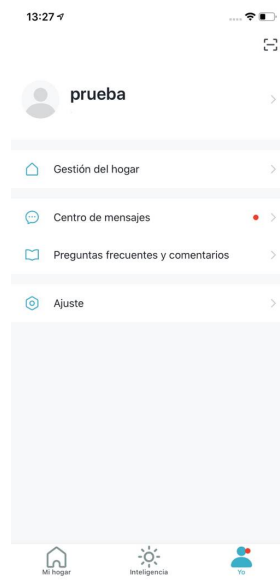 13:27
prueba
Gestión del hogar
Centro de mensajes
Preguntas frecuentes y comentarios
Ajuste
Mi hogar
Inteligencia
Yo